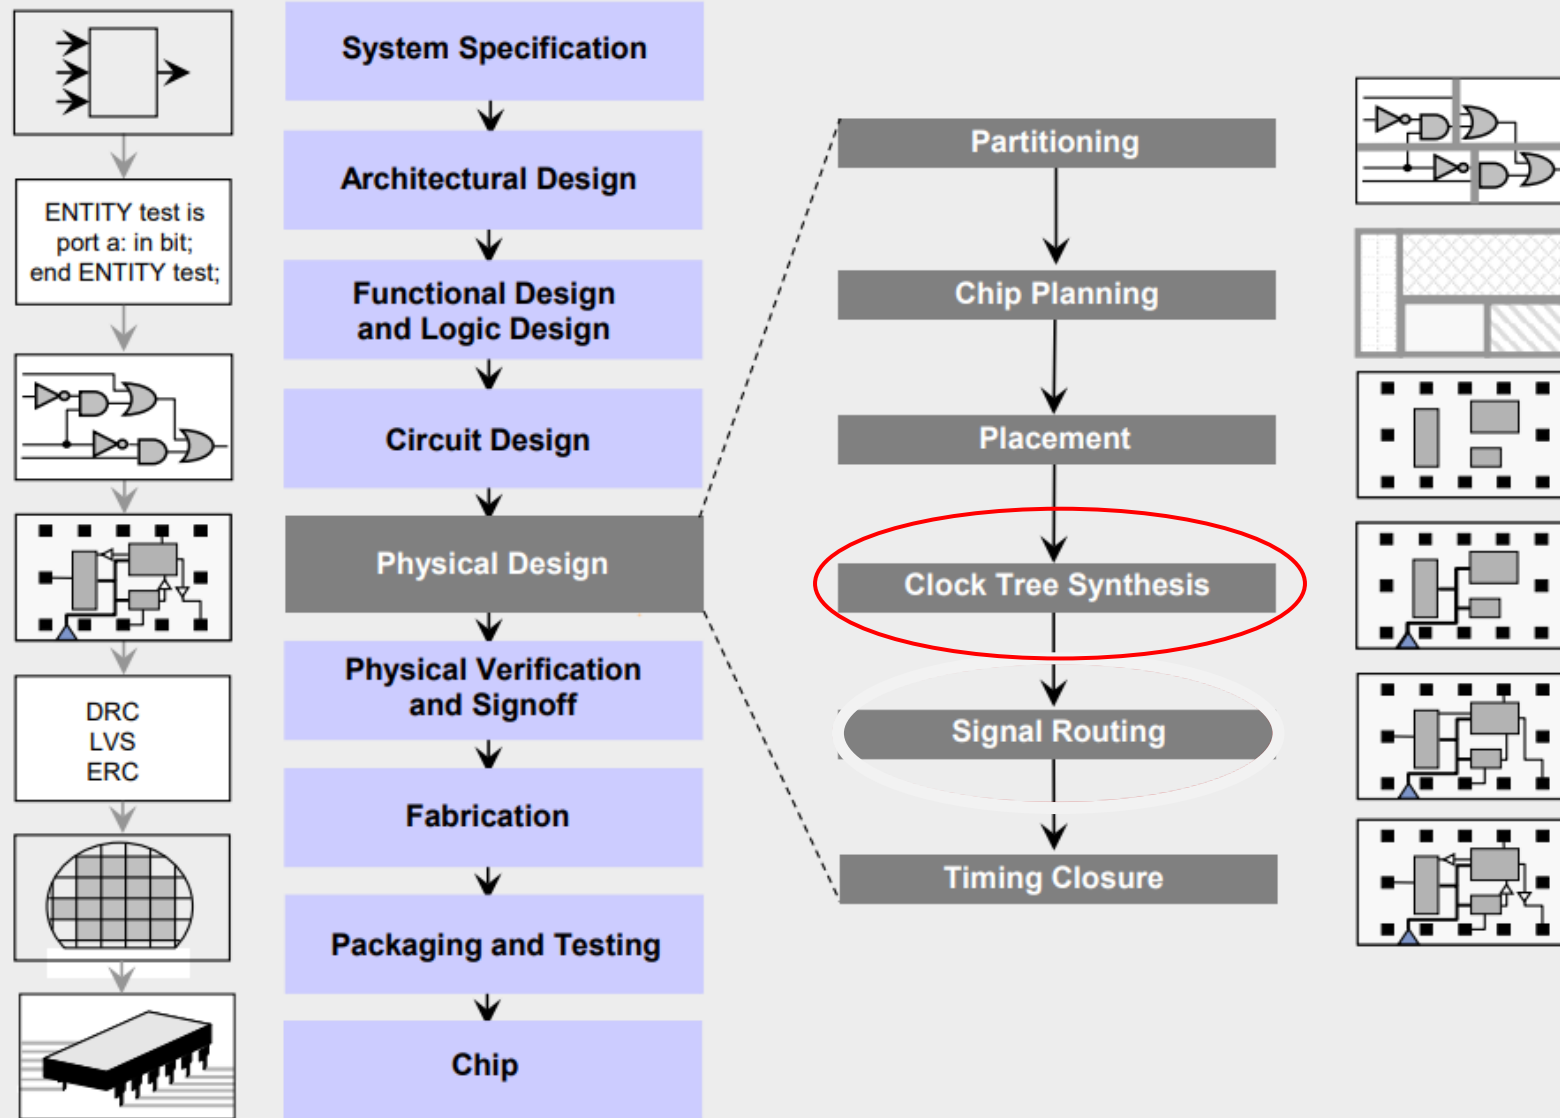 System Specification
Architectural Design
Functional Design
and Logic Design
Circuit Design
Physical Design
Physical Verification
and Signoff
Fabrication
Packaging and Testing
Chip
ENTITY test is
port a: in bit;
end ENTITY test;
DRC
LVS
ERC
Partitioning
Chip Planning
Placement
Clock Tree Synthesis
Signal Routing
Timing Closure